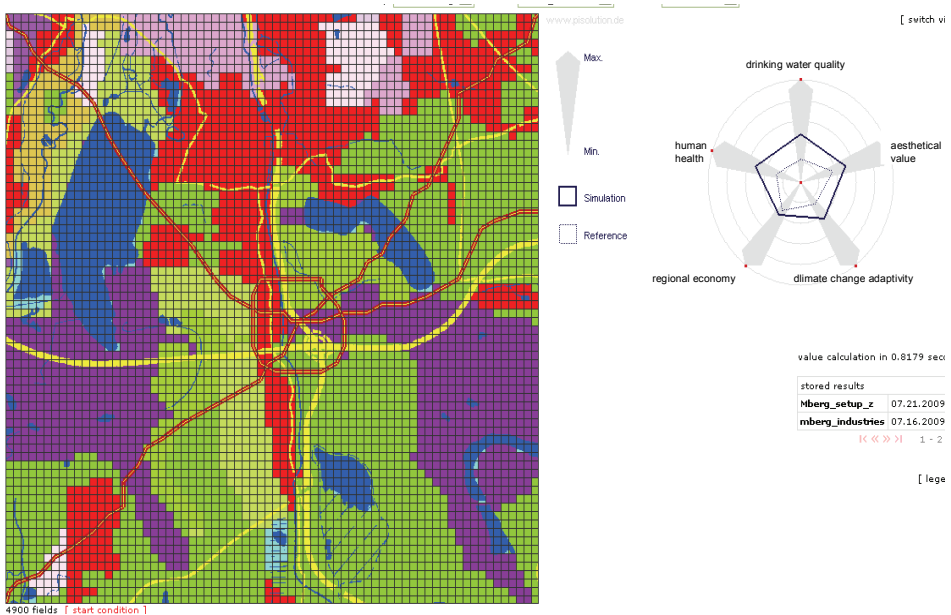 www.pisolution.de
[ switch vi
Max.
Min.
Simulation
Reference
drinking water quality
human
health
aesthetical
value
regional economy
dlimate change adaptivity
value calculation in 0.8179 seco
stored results
Mberg_setup_z 07.21.2009
mberg_industries 07.16.2009
1 - 2
[ lege
4900 fields [ start condition ]